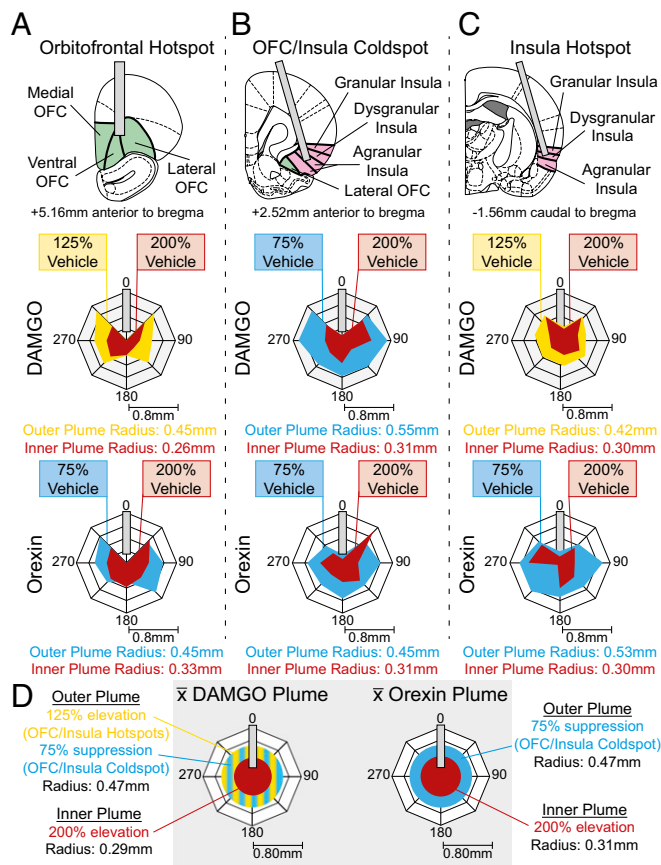 A
Orbitofrontal Hotspot
Medial
OFC
Ventral
OFC
Lateral
OFC
+5.16mm anterior to bregma
B
OFC/Insula Coldspot
Granular Insula
Dysgranular
Insula
Agranular
Insula
Lateral OFC
+2.52mm anterior to bregma
C
Insula Hotspot
Granular Insula
Dysgranular
Insula
Agranular
Insula
-1.56mm caudal to bregma
DAMGO
125%
Vehicle
200%
Vehicle
0
270
90
180
0.8mm
Outer Plume Radius: 0.45mm
Inner Plume Radius: 0.26mm
DAMGO
75%
Vehicle
200%
Vehicle
0
270
90
180
0.8mm
Outer Plume Radius: 0.55mm
Inner Plume Radius: 0.31mm
DAMGO
125%
Vehicle
200%
Vehicle
0
270
90
180
0.8mm
Outer Plume Radius: 0.42mm
Inner Plume Radius: 0.30mm
Orexin
75%
Vehicle
200%
Vehicle
0
270
90
180
0.8mm
Outer Plume Radius: 0.45mm
Inner Plume Radius: 0.33mm
Orexin
75%
Vehicle
200%
Vehicle
0
270
90
180
0.8mm
Outer Plume Radius: 0.45mm
Inner Plume Radius: 0.31mm
Orexin
75%
Vehicle
200%
Vehicle
0
270
90
180
0.8mm
Outer Plume Radius: 0.53mm
Inner Plume Radius: 0.30mm
D
Outer Plume
125% elevation
(OFC/Insula Hotspots)
75% suppression
(OFC/Insula Coldspot)
Radius: 0.47mm
Inner Plume
200% elevation
Radius: 0.29mm
x̅ DAMGO Plume
0
270
90
180
0.80mm
x̅ Orexin Plume
0
270
90
180
0.80mm
Outer Plume
75% suppression
(OFC/Insula Coldspot)
Radius: 0.47mm
Inner Plume
200% elevation
Radius: 0.31mm